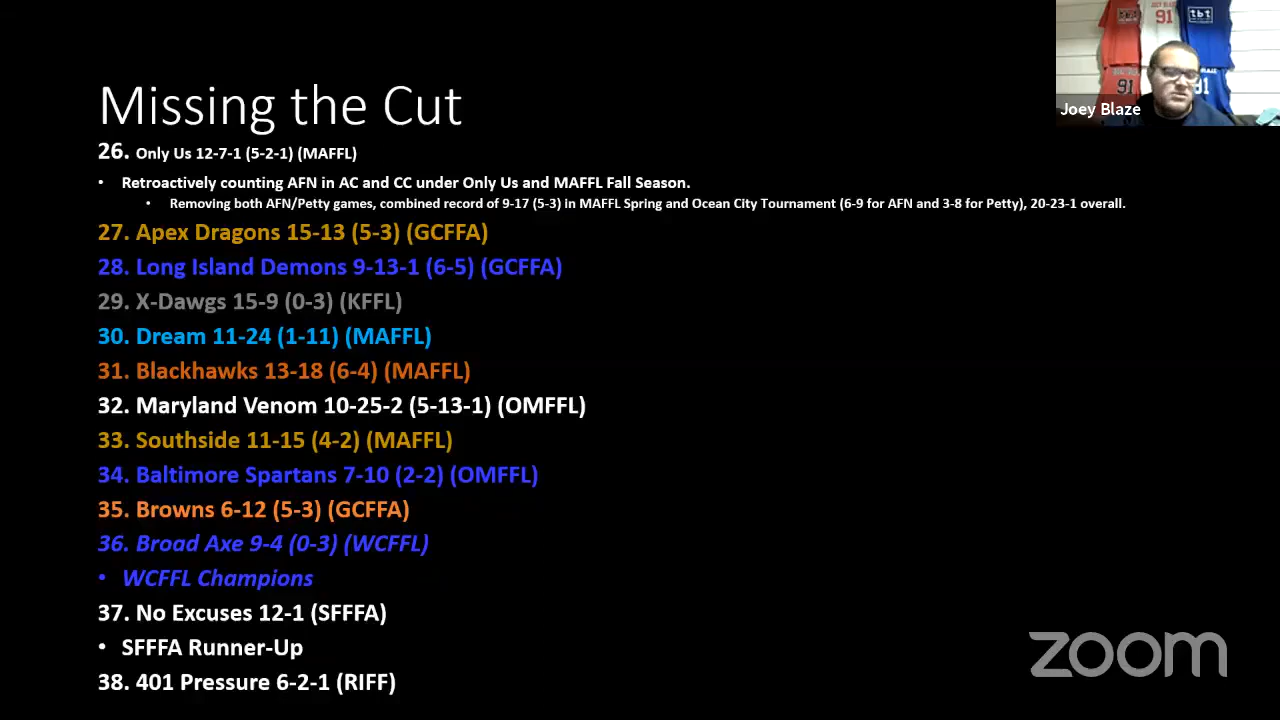 JOEY BLAZE
91
tbt
91
91
Joey Blaze
Missing the Cut
26. Only Us 12-7-1 (5-2-1) (MAFFL)
• Retroactively counting AFN in AC and CC under Only Us and MAFFL Fall Season.
• Removing both AFN/Petty games, combined record of 9-17 (5-3) in MAFFL Spring and Ocean City Tournament (6-9 for AFN and 3-8 for Petty), 20-23-1 overall.
27. Apex Dragons 15-13 (5-3) (GCFFA)
28. Long Island Demons 9-13-1 (6-5) (GCFFA)
29. X-Dawgs 15-9 (0-3) (KFFL)
30. Dream 11-24 (1-11) (MAFFL)
31. Blackhawks 13-18 (6-4) (MAFFL)
32. Maryland Venom 10-25-2 (5-13-1) (OMFFL)
33. Southside 11-15 (4-2) (MAFFL)
34. Baltimore Spartans 7-10 (2-2) (OMFFL)
35. Browns 6-12 (5-3) (GCFFA)
36. Broad Axe 9-4 (0-3) (WCFFL)
• WCFFL Champions
37. No Excuses 12-1 (SFFFA)
• SFFFA Runner-Up
38. 401 Pressure 6-2-1 (RIFF)
zoom